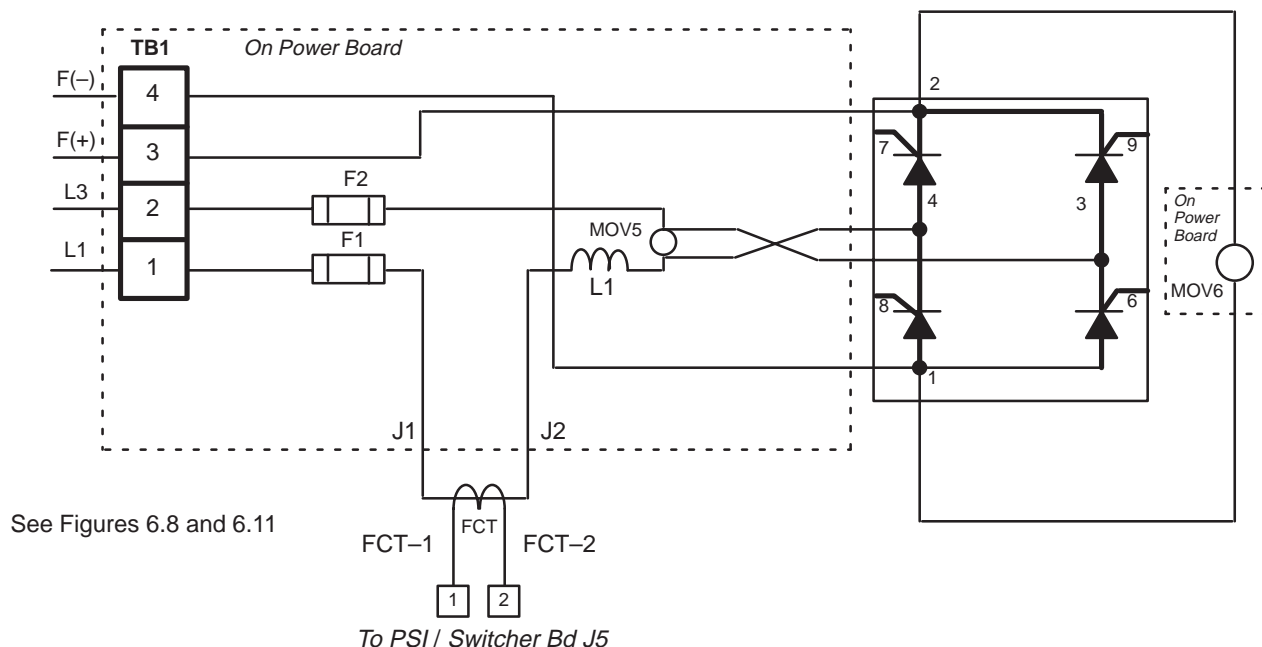 TB1
On Power Board
F(–)
4
F(+)
3
L3
2
F2
L1
1
F1
MOV5
L1
2
7
9
4
3
8
6
1
On
Power
Board
MOV6
J1
J2
See Figures 6.8 and 6.11
FCT
FCT–1
FCT–2
1
2
To PSI / Switcher Bd J5